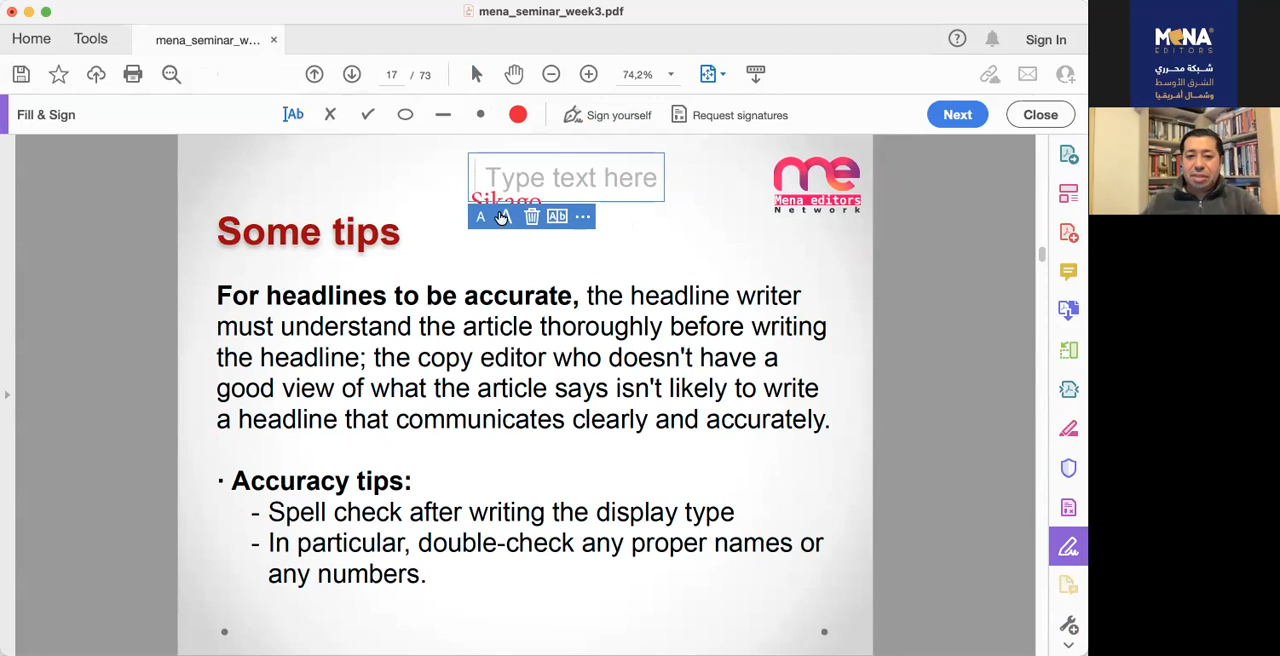 mena_seminar_week3.pdf
Home
Tools
mena_seminar_w...
Sign In
17 / 73
74,2%
Fill & Sign
Ab
Sign yourself
Request signatures
Next
Close
Type text here
Sikago
A
Ab
me
Mena editors
Network
Some tips
For headlines to be accurate, the headline writer
must understand the article thoroughly before writing
the headline; the copy editor who doesn't have a
good view of what the article says isn't likely to write
a headline that communicates clearly and accurately.
· Accuracy tips:
- Spell check after writing the display type
- In particular, double-check any proper names or
any numbers.
MENA
EDITORS
شبكة محرري
الشرق الأوسط
وشمال أفريقيا